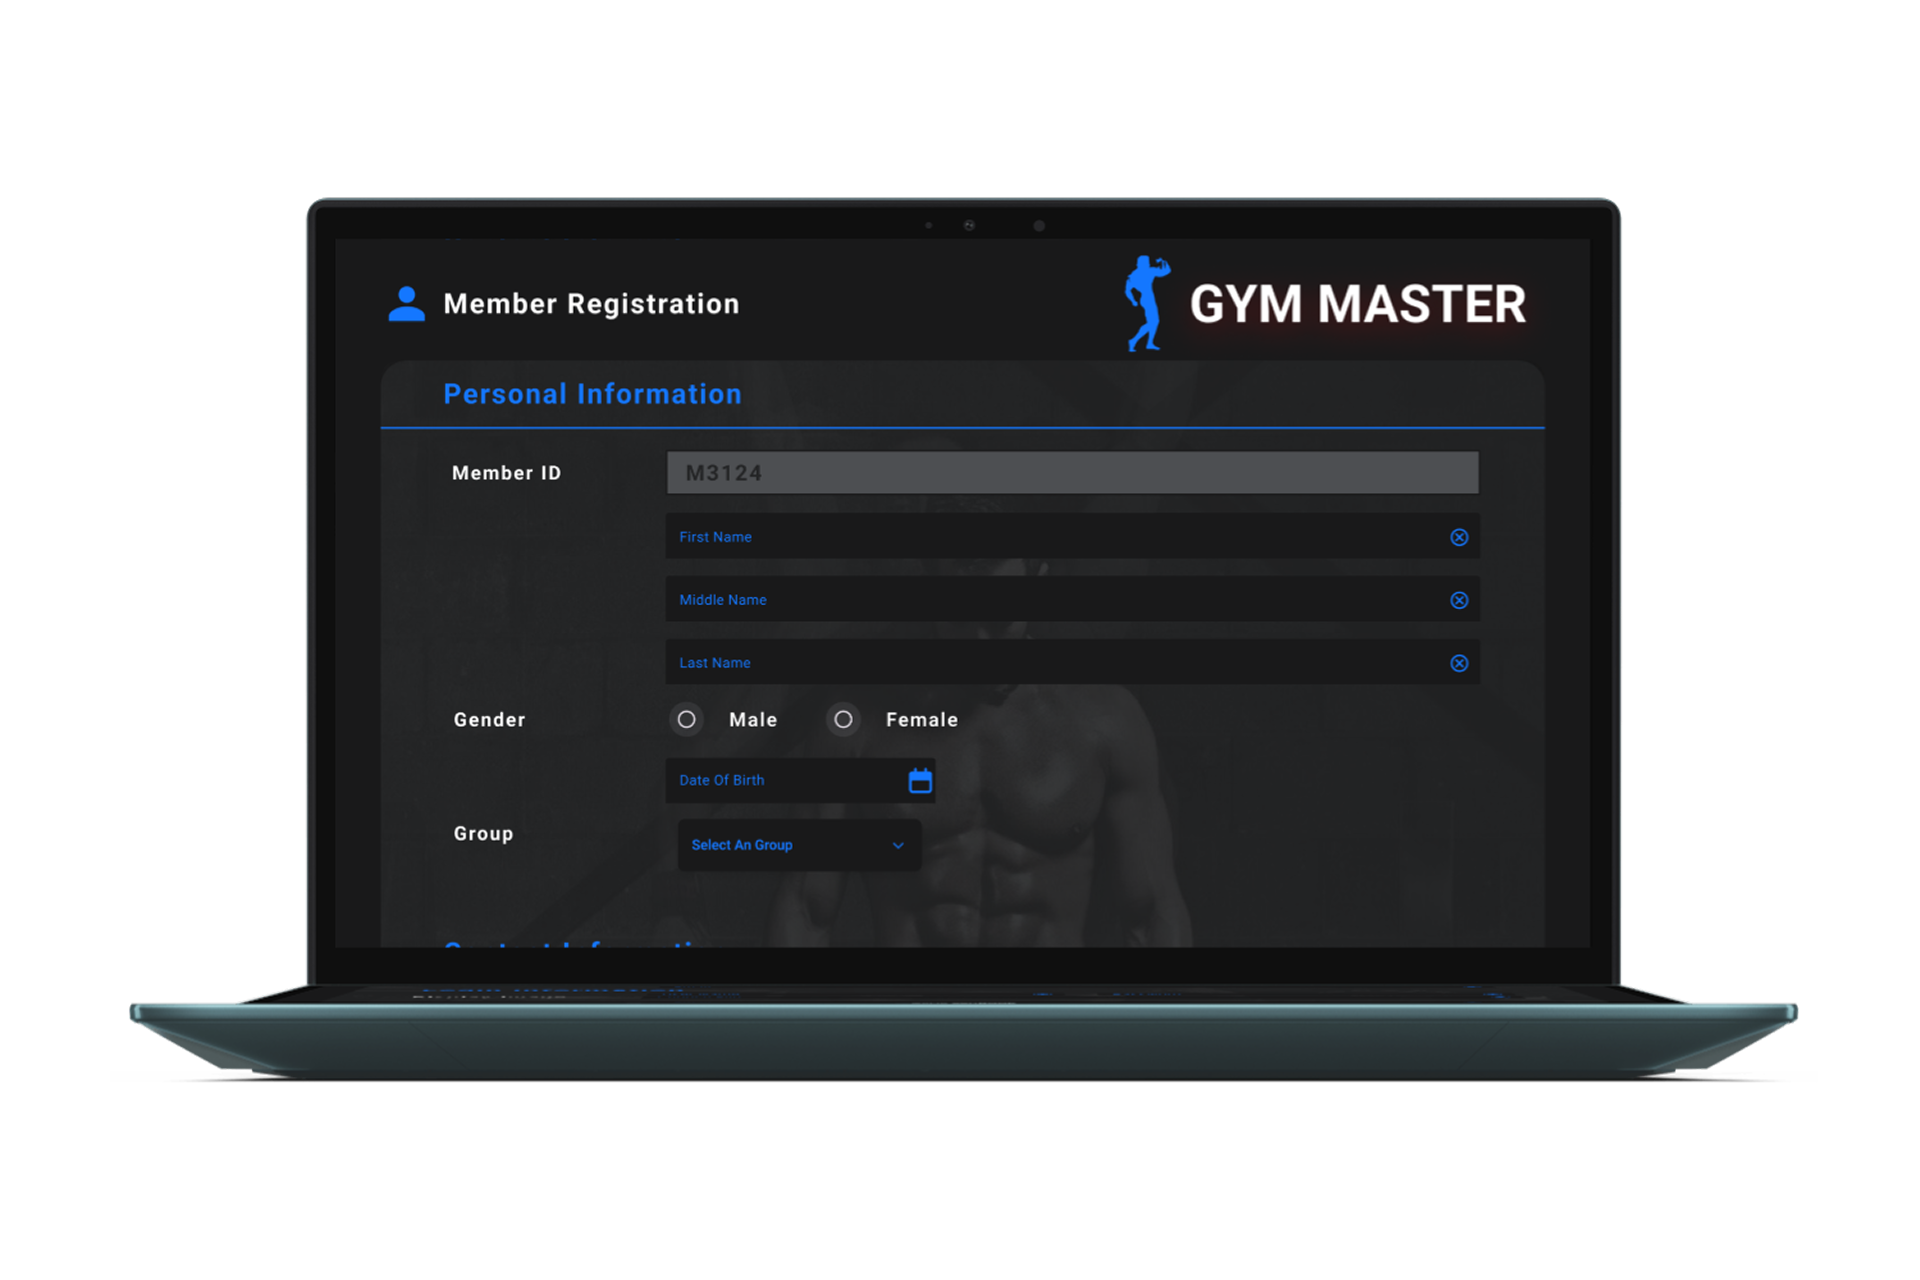 Member Registration
GYM MASTER
Personal Information
Member ID
M3124
First Name
Middle Name
Last Name
Gender
Male
Female
Date Of Birth
Group
Select An Group